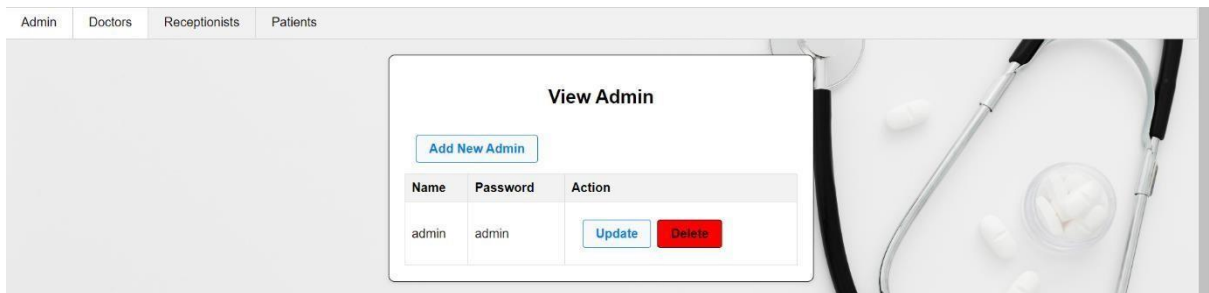 Admin Doctors Receptionists Patients
View Admin
Add New Admin
Name Password Action
admin admin Update Delete